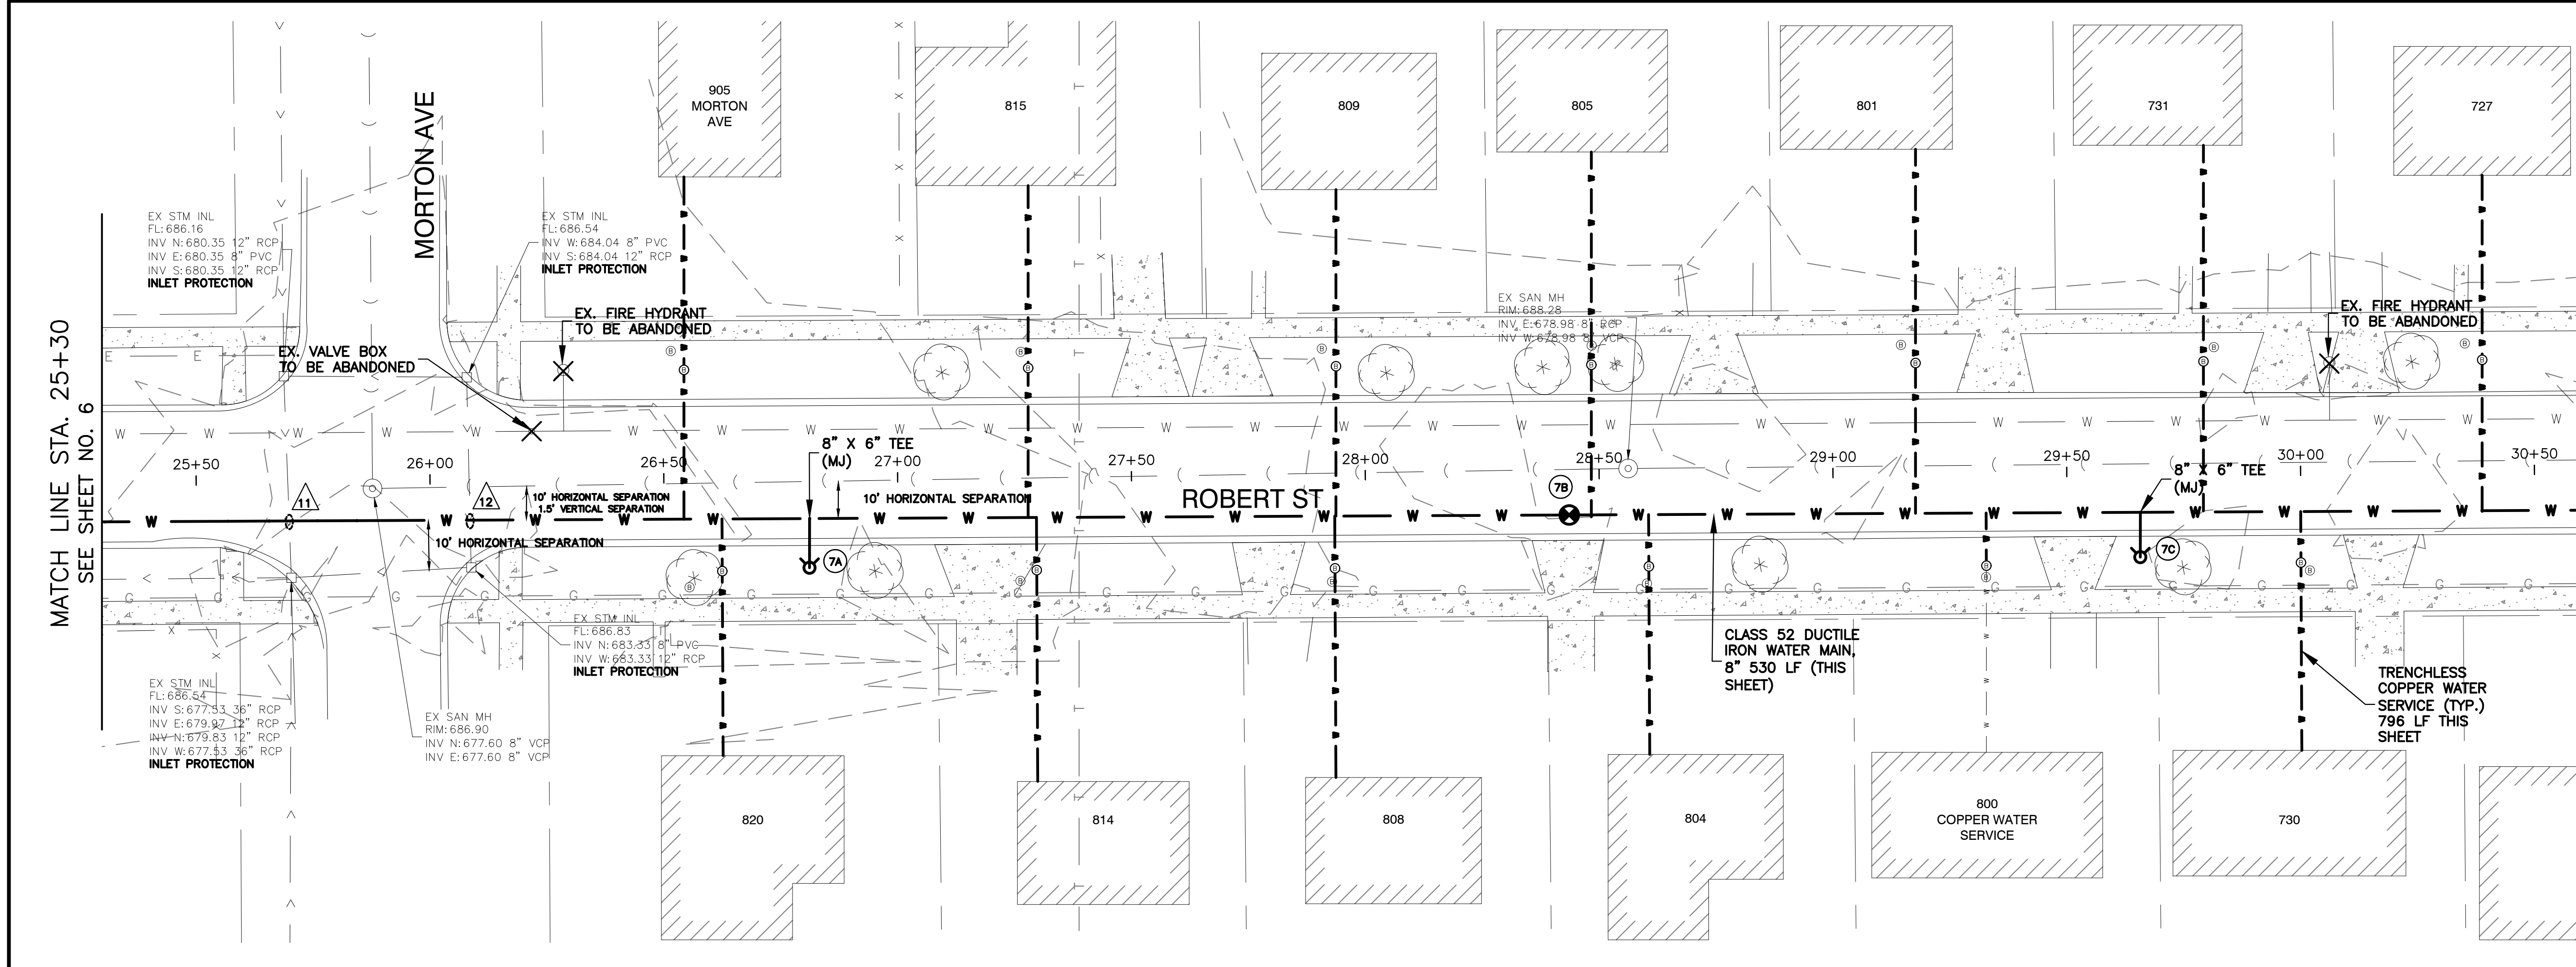 MATCH LINE STA. 25+30
SEE SHEET NO. 6
MORTON AVE
EX STM INL
FL:686.16
INV N:680.35 12" RCP
INV E:680.35 8" PVC
INV S:680.35 12" RCP
INLET PROTECTION
EX STM INL
FL:686.54
INV W:684.04 8" PVC
INV S:684.04 12" RCP
INLET PROTECTION
EX. FIRE HYDRANT
TO BE ABANDONED
EX. VALVE BOX
TO BE ABANDONED
905
MORTON
AVE
815
809
805
801
731
727
EX SAN MH
RIM:688.28
INV E:678.98 8" RCP
INV W:678.98 8" VCP
EX. FIRE HYDRANT
TO BE ABANDONED
8" X 6" TEE
(MJ)
25+50
26+00
26+50
27+00
27+50
28+00
28+50
29+00
29+50
30+00
30+50
8" X 6" TEE
(MJ)
11
12
10' HORIZONTAL SEPARATION
1.5' VERTICAL SEPARATION
10' HORIZONTAL SEPARATION
ROBERT ST
7B
10' HORIZONTAL SEPARATION
7A
7C
EX STM INL
FL:686.83
INV N:683.33 8" PVC
INV W:683.33 12" RCP
INLET PROTECTION
EX STM INL
FL:686.54
INV S:677.53 36" RCP
INV E:679.97 12" RCP
INV N:679.83 12" RCP
INV W:677.53 36" RCP
INLET PROTECTION
EX SAN MH
RIM:686.90
INV N:677.60 8" VCP
INV E:677.60 8" VCP
CLASS 52 DUCTILE
IRON WATER MAIN,
8" 530 LF (THIS
SHEET)
TRENCHLESS
COPPER WATER
SERVICE (TYP.)
796 LF THIS
SHEET
820
814
808
804
800
COPPER WATER
SERVICE
730